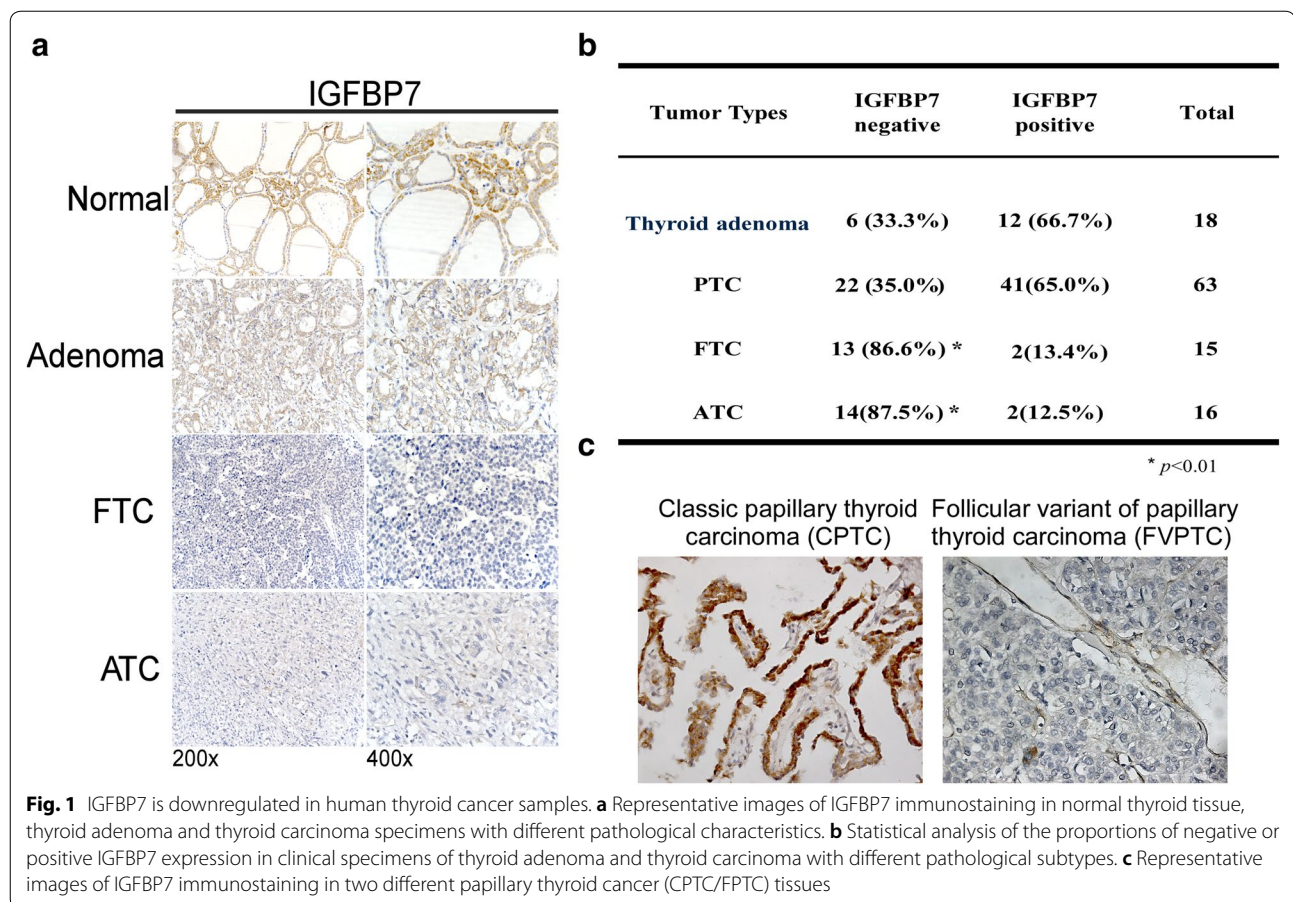 a
IGFBP7
Normal
Adenoma
FTC
ATC
200x 400x
b
Tumor Types IGFBP7 negative IGFBP7 positive Total
Thyroid adenoma 6 (33.3%) 12 (66.7%) 18
PTC 22 (35.0%) 41(65.0%) 63
FTC 13 (86.6%) * 2(13.4%) 15
ATC 14(87.5%) * 2(12.5%) 16
* p<0.01
c
Classic papillary thyroid
carcinoma (CPTC)
Follicular variant of papillary
thyroid carcinoma (FVPTC)
Fig. 1 IGFBP7 is downregulated in human thyroid cancer samples. a Representative images of IGFBP7 immunostaining in normal thyroid tissue,
thyroid adenoma and thyroid carcinoma specimens with different pathological characteristics. b Statistical analysis of the proportions of negative or
positive IGFBP7 expression in clinical specimens of thyroid adenoma and thyroid carcinoma with different pathological subtypes. c Representative
images of IGFBP7 immunostaining in two different papillary thyroid cancer (CPTC/FPTC) tissues